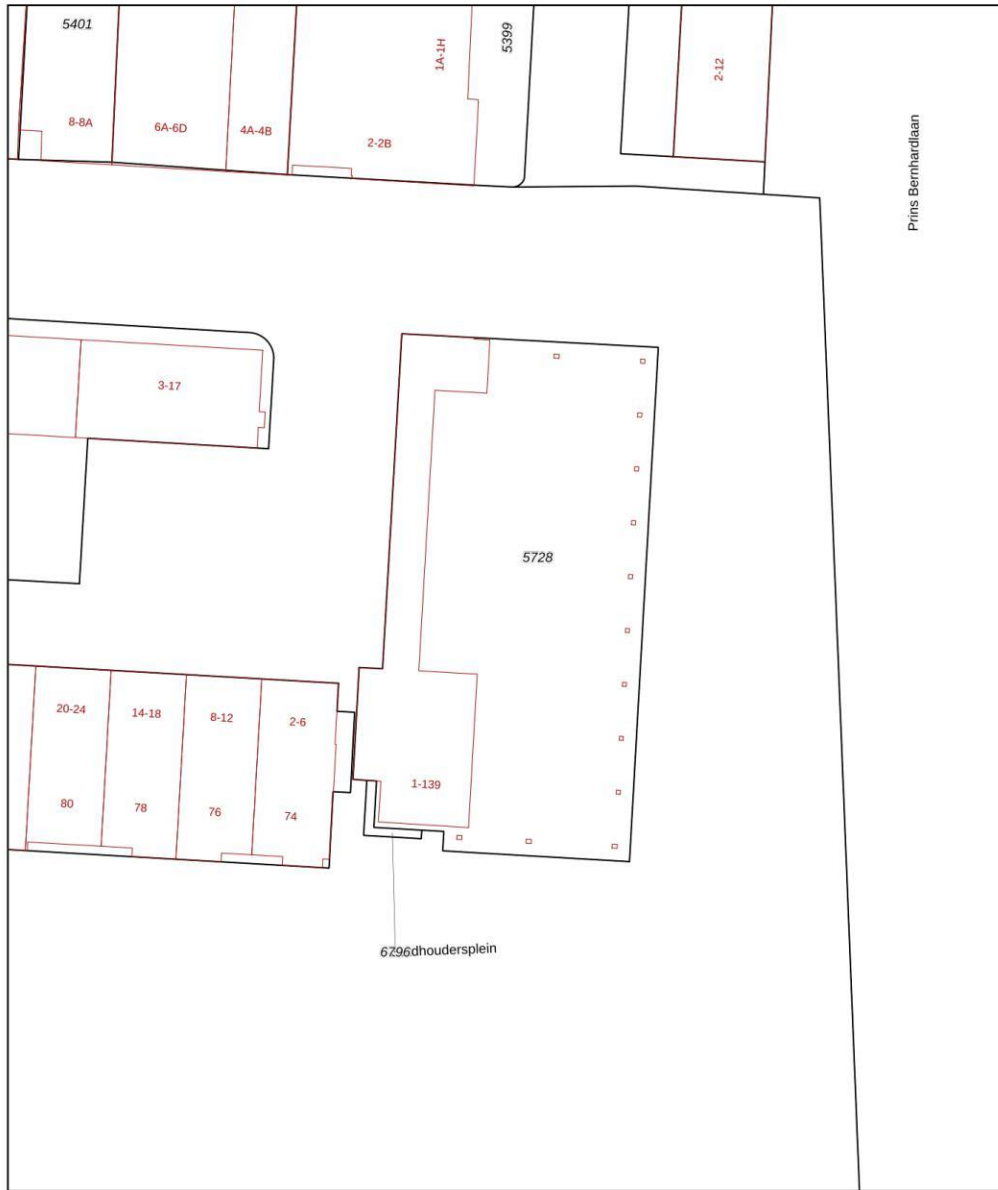 5401
5399
1A-1H
2-12
8-8A
6A-6D
4A-4B
2-2B
Prins Bernhardlaan
3-17
5728
20-24
14-18
8-12
2-6
1-139
80
78
76
74
6796dhoudersplein